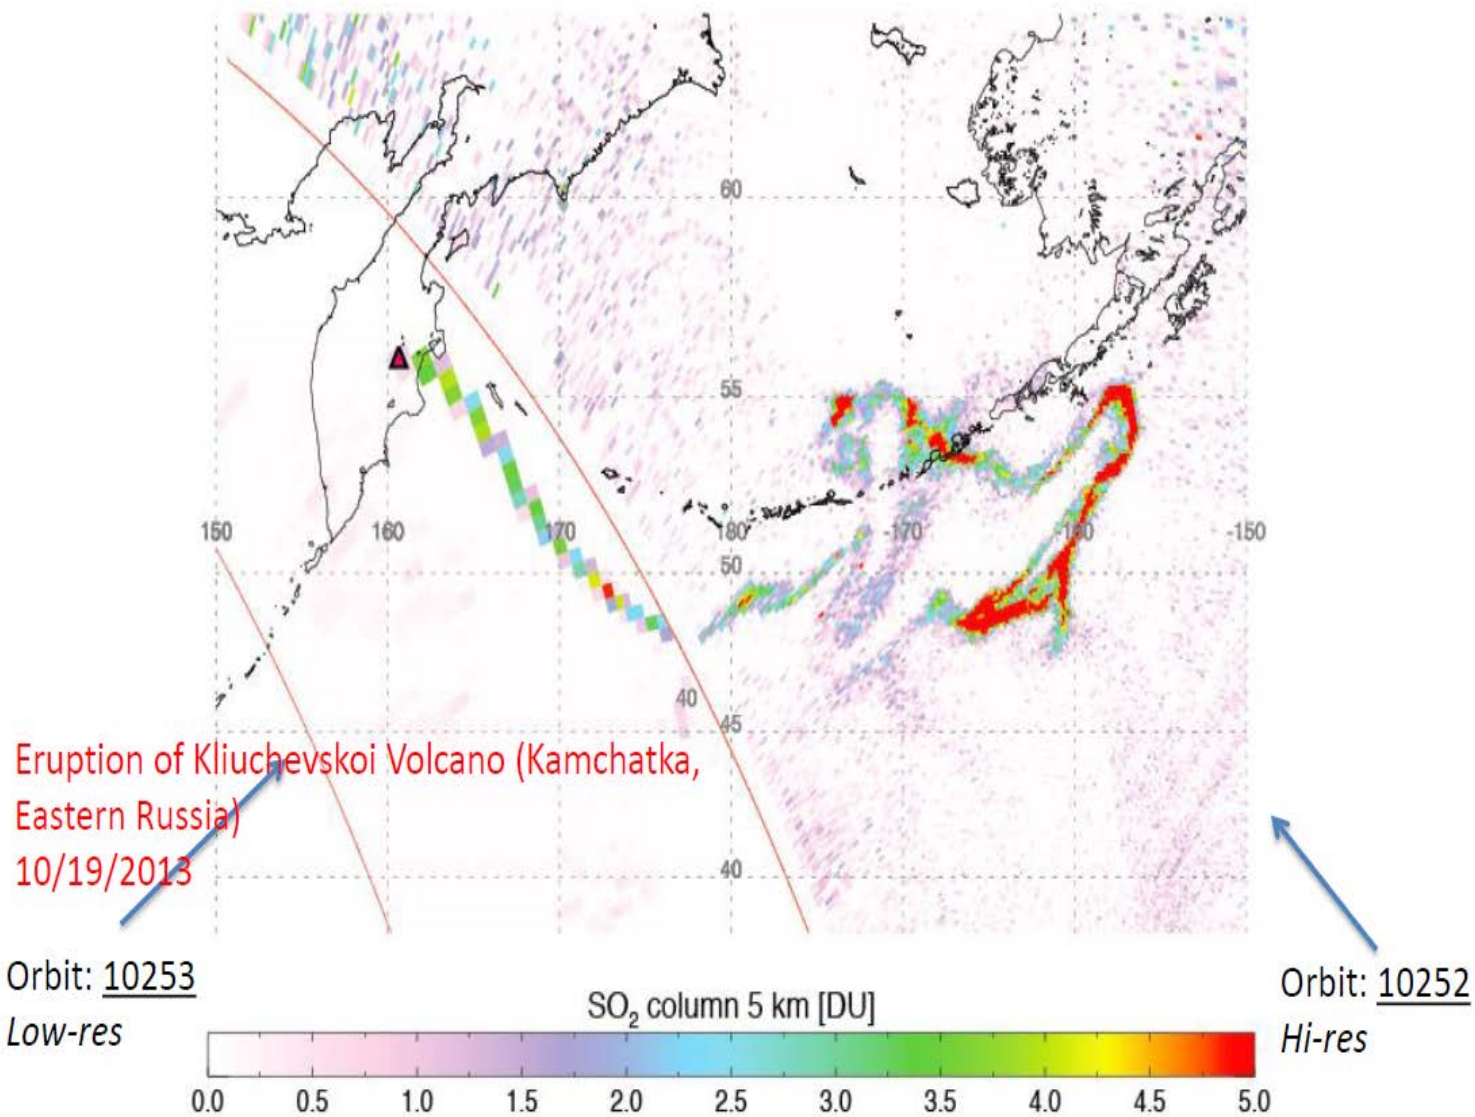 60
55
150
160
170
180
-170
-160
-150
50
40
45
Eruption of Kliuchevskoi Volcano (Kamchatka,
Eastern Russia)
10/19/2013
40
Orbit: 10253
Low-res
Orbit: 10252
Hi-res
SO₂ column 5 km [DU]
0.0 0.5 1.0 1.5 2.0 2.5 3.0 3.5 4.0 4.5 5.0